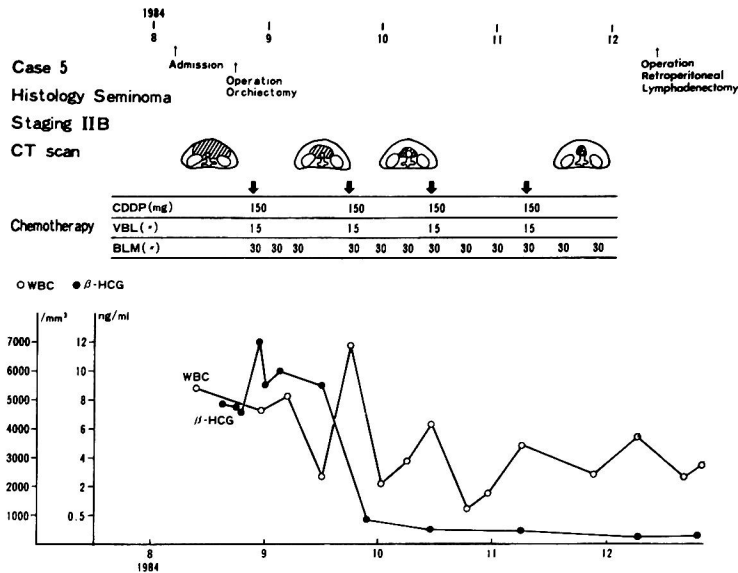 1984
8 9 10 11 12
↑ Admission
↑ Operation Orchiectomy
↑ Operation Retroperitoneal Lymphadenectomy
Case 5
Histology Seminoma
Staging IIB
CT scan
Chemotherapy
CDDP(mg) 150 150 150 150
VBL(〃) 15 15 15 15
BLM(〃) 30 30 30 30 30 30 30 30 30 30 30 30
○ WBC ● β-HCG
/mm³ ng/ml
7000 12
6000 10
5000 8
4000 6
3000 4
2000 2
1000 0.5
WBC
β-HCG
8 9 10 11 12
1984